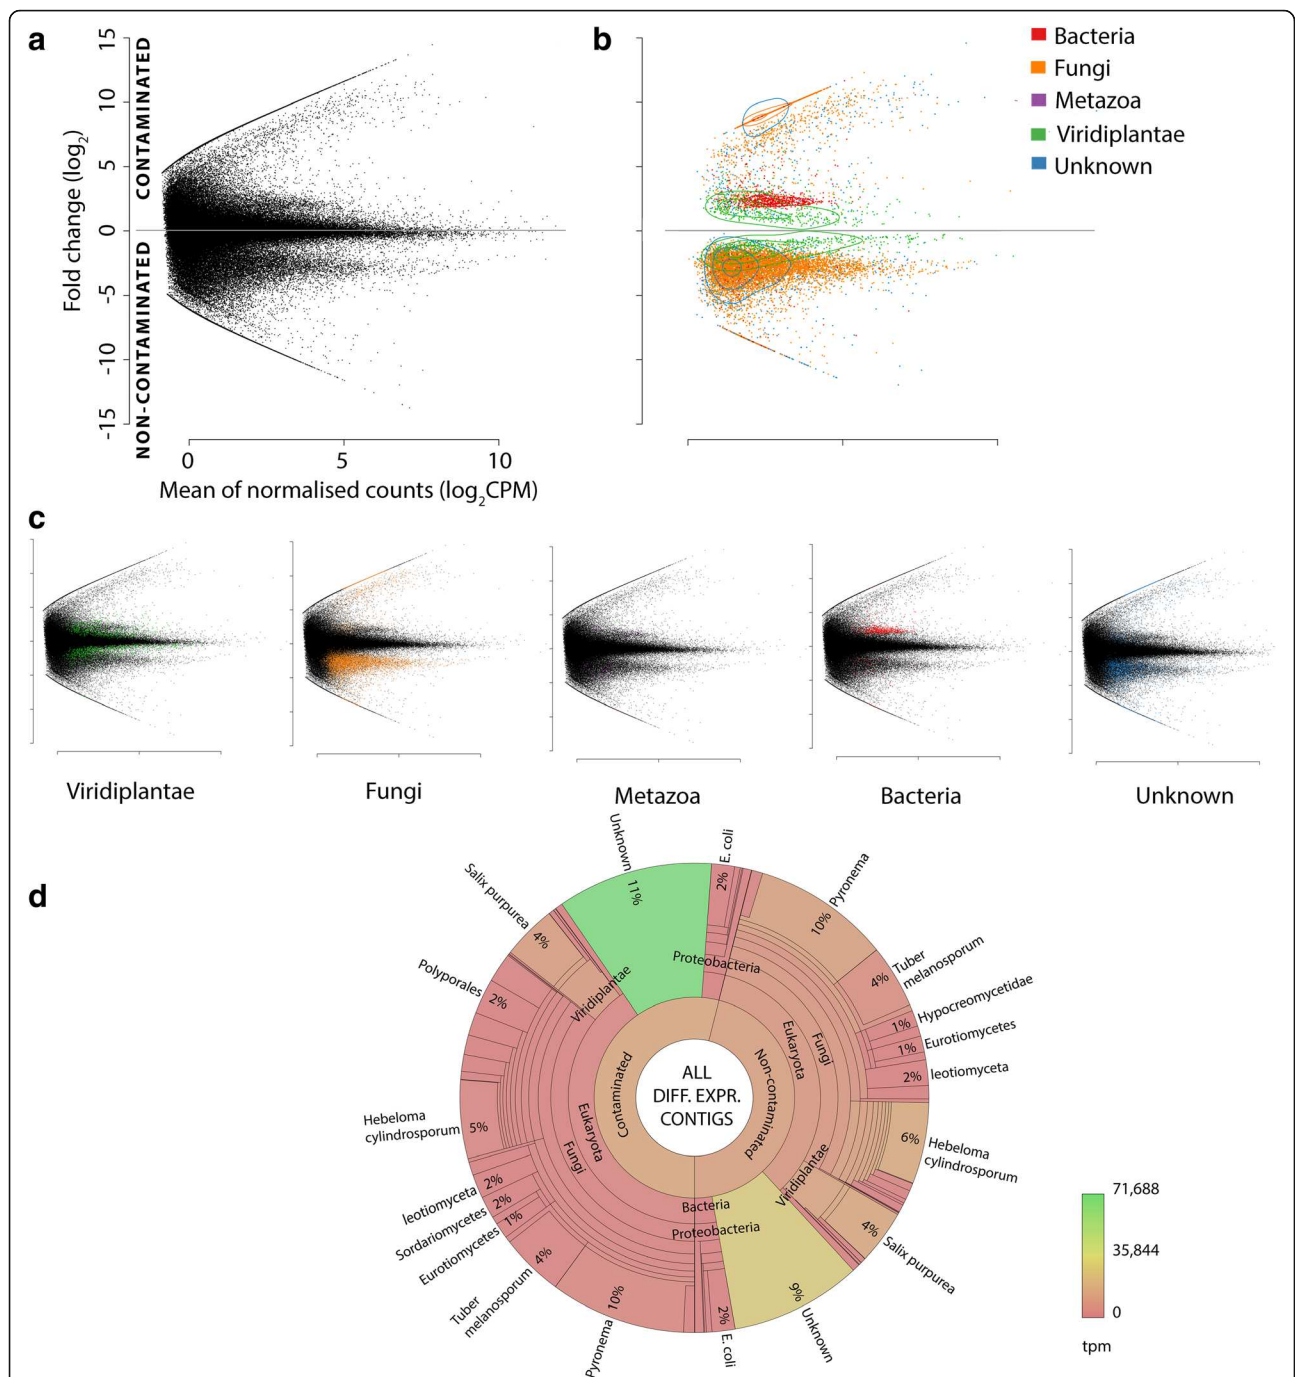 a
15
10
5
0
-5
-10
-15
Fold change (log2)
CONTAMINATED
NON-CONTAMINATED
0
5
10
Mean of normalised counts (log2CPM)
b
Bacteria
Fungi
Metazoa
Viridiplantae
Unknown
c
Viridiplantae
Fungi
Metazoa
Bacteria
Unknown
d
ALL
DIFF. EXPR.
CONTIGS
Contaminated
Non-contaminated
Unknown
11%
E. coli
2%
Proteobacteria
Pyronema
10%
Tuber
melanosporum
4%
Hypocreomycetidae
1%
Eurotiomycetes
1%
leotiomyceta
2%
Eukaryota
Fungi
Hebeloma
cylindrosporum
6%
Viridiplantae
Salix purpurea
4%
Unknown
9%
Bacteria
Proteobacteria
E. coli
2%
Pyronema
10%
Tuber
melanosporum
4%
Eurotiomycetes
1%
Sordariomycetes
2%
leotiomyceta
2%
Hebeloma
cylindrosporum
5%
Eukaryota
Fungi
Polyporales
2%
Salix purpurea
4%
Viridiplantae
71,688
35,844
0
tpm